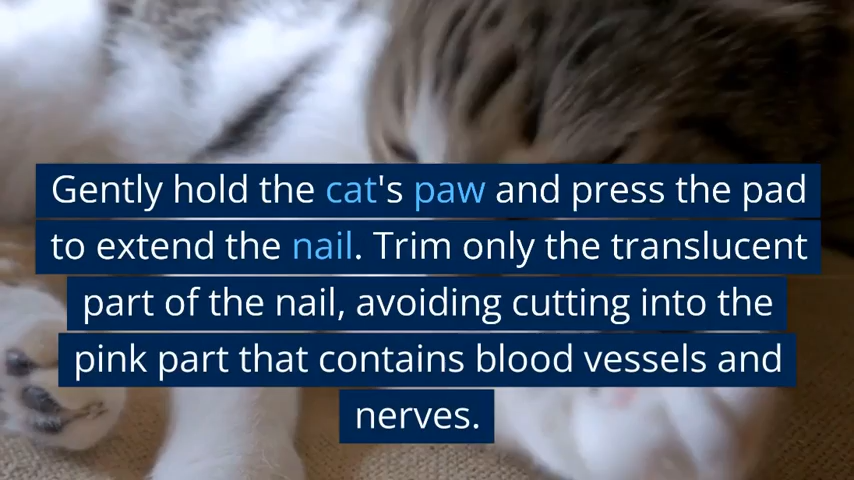 Gently hold the cat's paw and press the pad
to extend the nail. Trim only the translucent
part of the nail, avoiding cutting into the
pink part that contains blood vessels and
nerves.